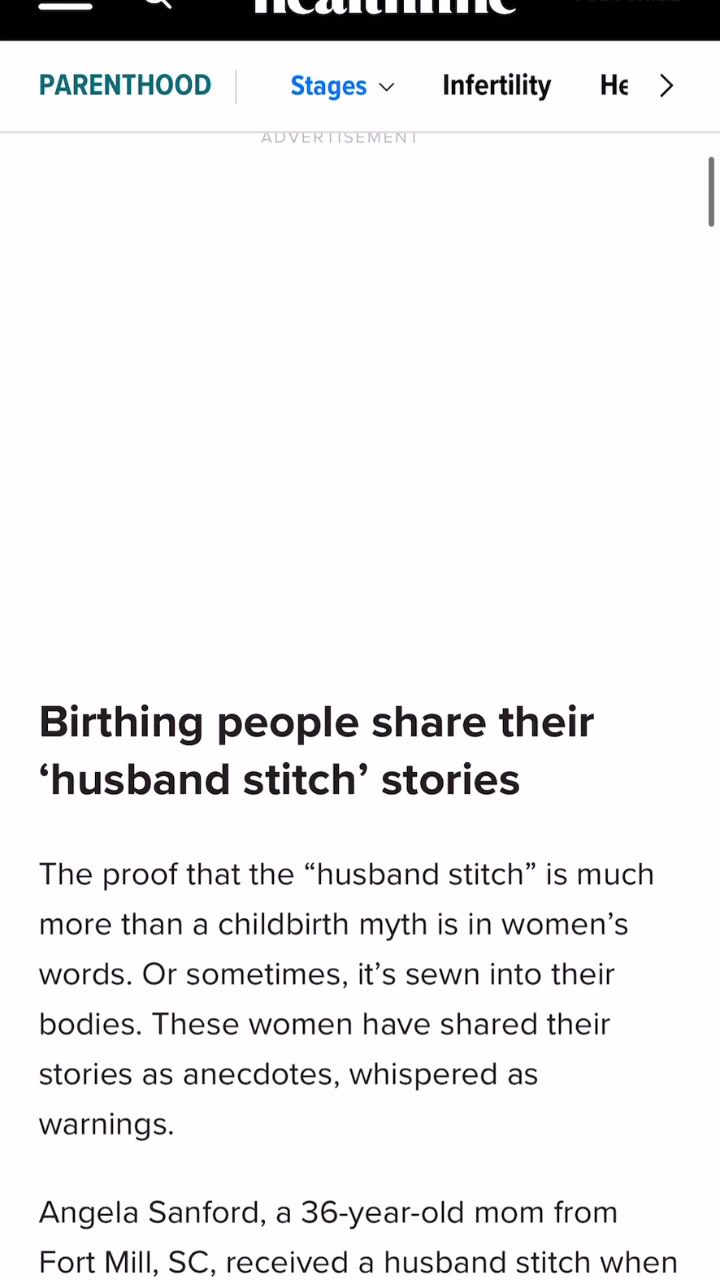 healthline
PARENTHOOD
Stages
Infertility
He
ADVERTISEMENT
Birthing people share their
‘husband stitch’ stories
The proof that the “husband stitch” is much
more than a childbirth myth is in women’s
words. Or sometimes, it’s sewn into their
bodies. These women have shared their
stories as anecdotes, whispered as
warnings.
Angela Sanford, a 36-year-old mom from
Fort Mill, SC, received a husband stitch when